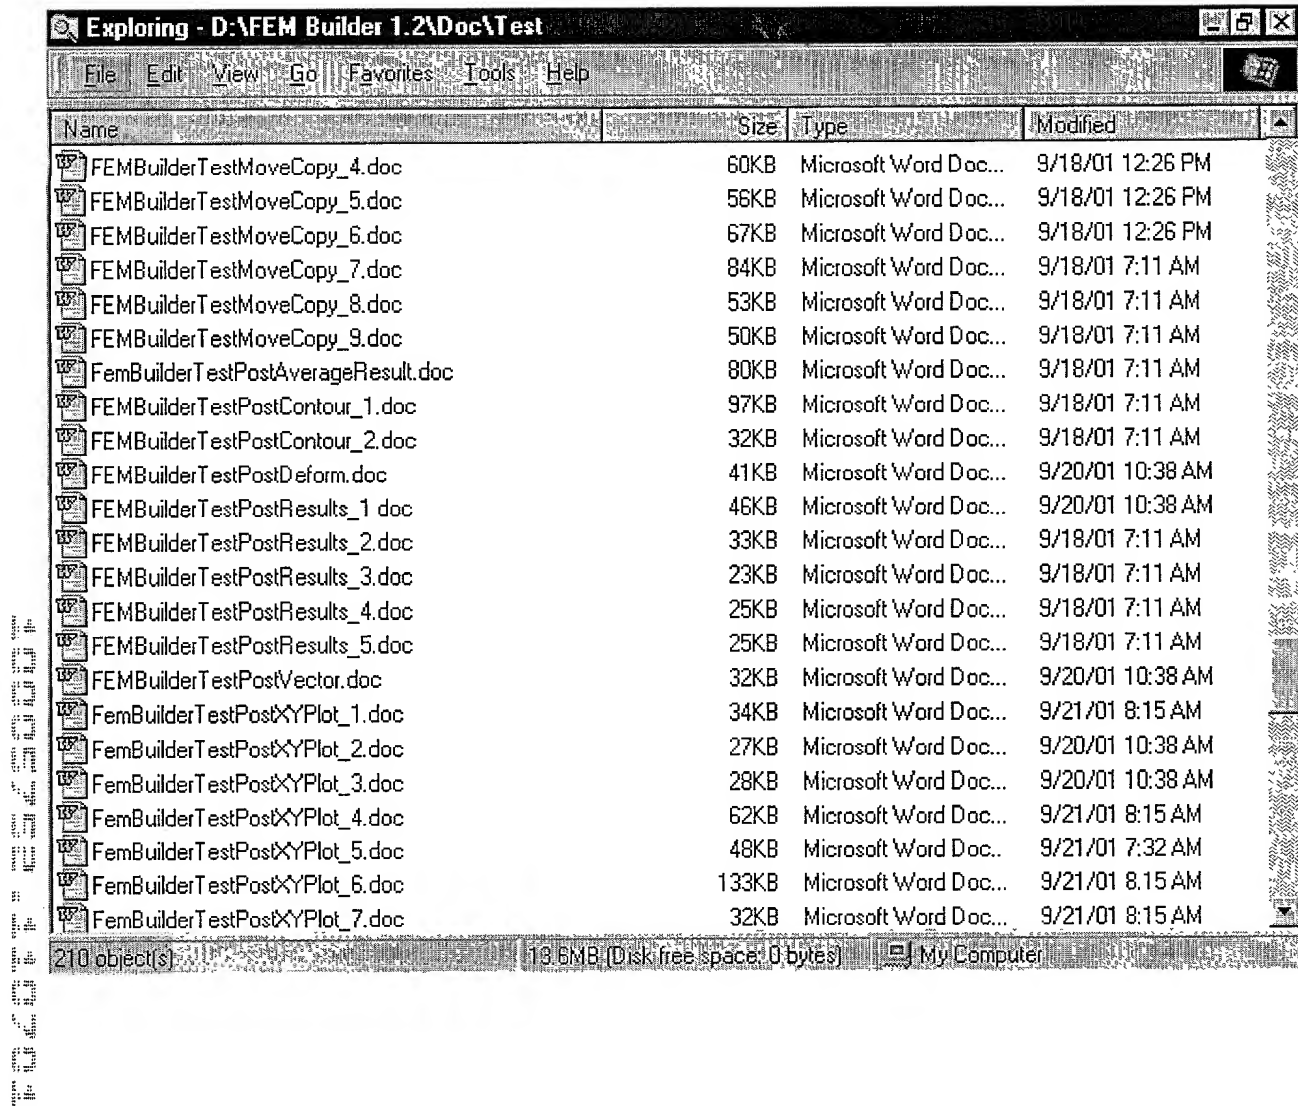 Exploring - D:\FEM Builder 1.2\Doc\Test
File Edit View Go Favorites Tools Help
Name Size Type Modified
FEMBuilderTestMoveCopy_4.doc 60KB Microsoft Word Doc... 9/18/01 12:26 PM
FEMBuilderTestMoveCopy_5.doc 56KB Microsoft Word Doc... 9/18/01 12:26 PM
FEMBuilderTestMoveCopy_6.doc 67KB Microsoft Word Doc... 9/18/01 12:26 PM
FEMBuilderTestMoveCopy_7.doc 84KB Microsoft Word Doc... 9/18/01 7:11 AM
FEMBuilderTestMoveCopy_8.doc 53KB Microsoft Word Doc... 9/18/01 7:11 AM
FEMBuilderTestMoveCopy_9.doc 50KB Microsoft Word Doc... 9/18/01 7:11 AM
FemBuilderTestPostAverageResult.doc 80KB Microsoft Word Doc... 9/18/01 7:11 AM
FEMBuilderTestPostContour_1.doc 97KB Microsoft Word Doc... 9/18/01 7:11 AM
FEMBuilderTestPostContour_2.doc 32KB Microsoft Word Doc... 9/18/01 7:11 AM
FEMBuilderTestPostDeform.doc 41KB Microsoft Word Doc... 9/20/01 10:38 AM
FEMBuilderTestPostResults_1 doc 46KB Microsoft Word Doc... 9/20/01 10:38 AM
FEMBuilderTestPostResults_2.doc 33KB Microsoft Word Doc... 9/18/01 7:11 AM
FEMBuilderTestPostResults_3.doc 23KB Microsoft Word Doc... 9/18/01 7:11 AM
FEMBuilderTestPostResults_4.doc 25KB Microsoft Word Doc... 9/18/01 7:11 AM
FEMBuilderTestPostResults_5.doc 25KB Microsoft Word Doc... 9/18/01 7:11 AM
FEMBuilderTestPostVector.doc 32KB Microsoft Word Doc... 9/20/01 10:38 AM
FemBuilderTestPostXYPlot_1.doc 34KB Microsoft Word Doc... 9/21/01 8:15 AM
FemBuilderTestPostXYPlot_2.doc 27KB Microsoft Word Doc... 9/20/01 10:38 AM
FemBuilderTestPostXYPlot_3.doc 28KB Microsoft Word Doc... 9/20/01 10:38 AM
FemBuilderTestPostXYPlot_4.doc 62KB Microsoft Word Doc... 9/21/01 8:15 AM
FemBuilderTestPostXYPlot_5.doc 48KB Microsoft Word Doc.. 9/21/01 7:32 AM
FemBuilderTestPostXYPlot_6.doc 133KB Microsoft Word Doc... 9/21/01 8.15 AM
FemBuilderTestPostXYPlot_7.doc 32KB Microsoft Word Doc... 9/21/01 8:15 AM
210 object(s) 13.6MB (Disk free space: 0 bytes) My Computer